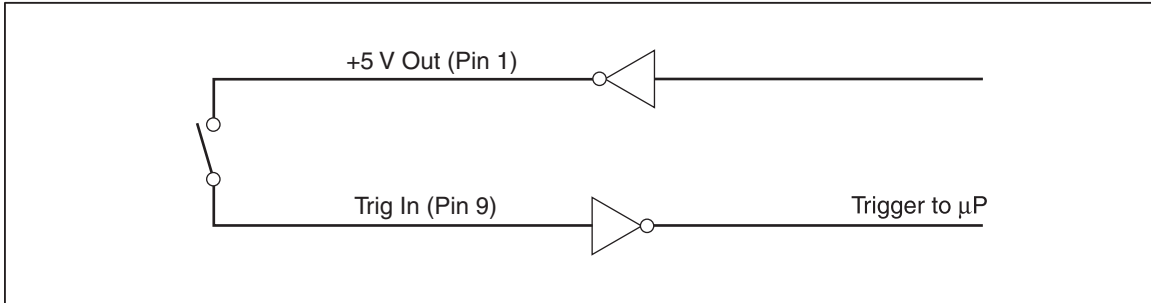 +5 V Out (Pin 1)
Trig In (Pin 9)
Trigger to µP